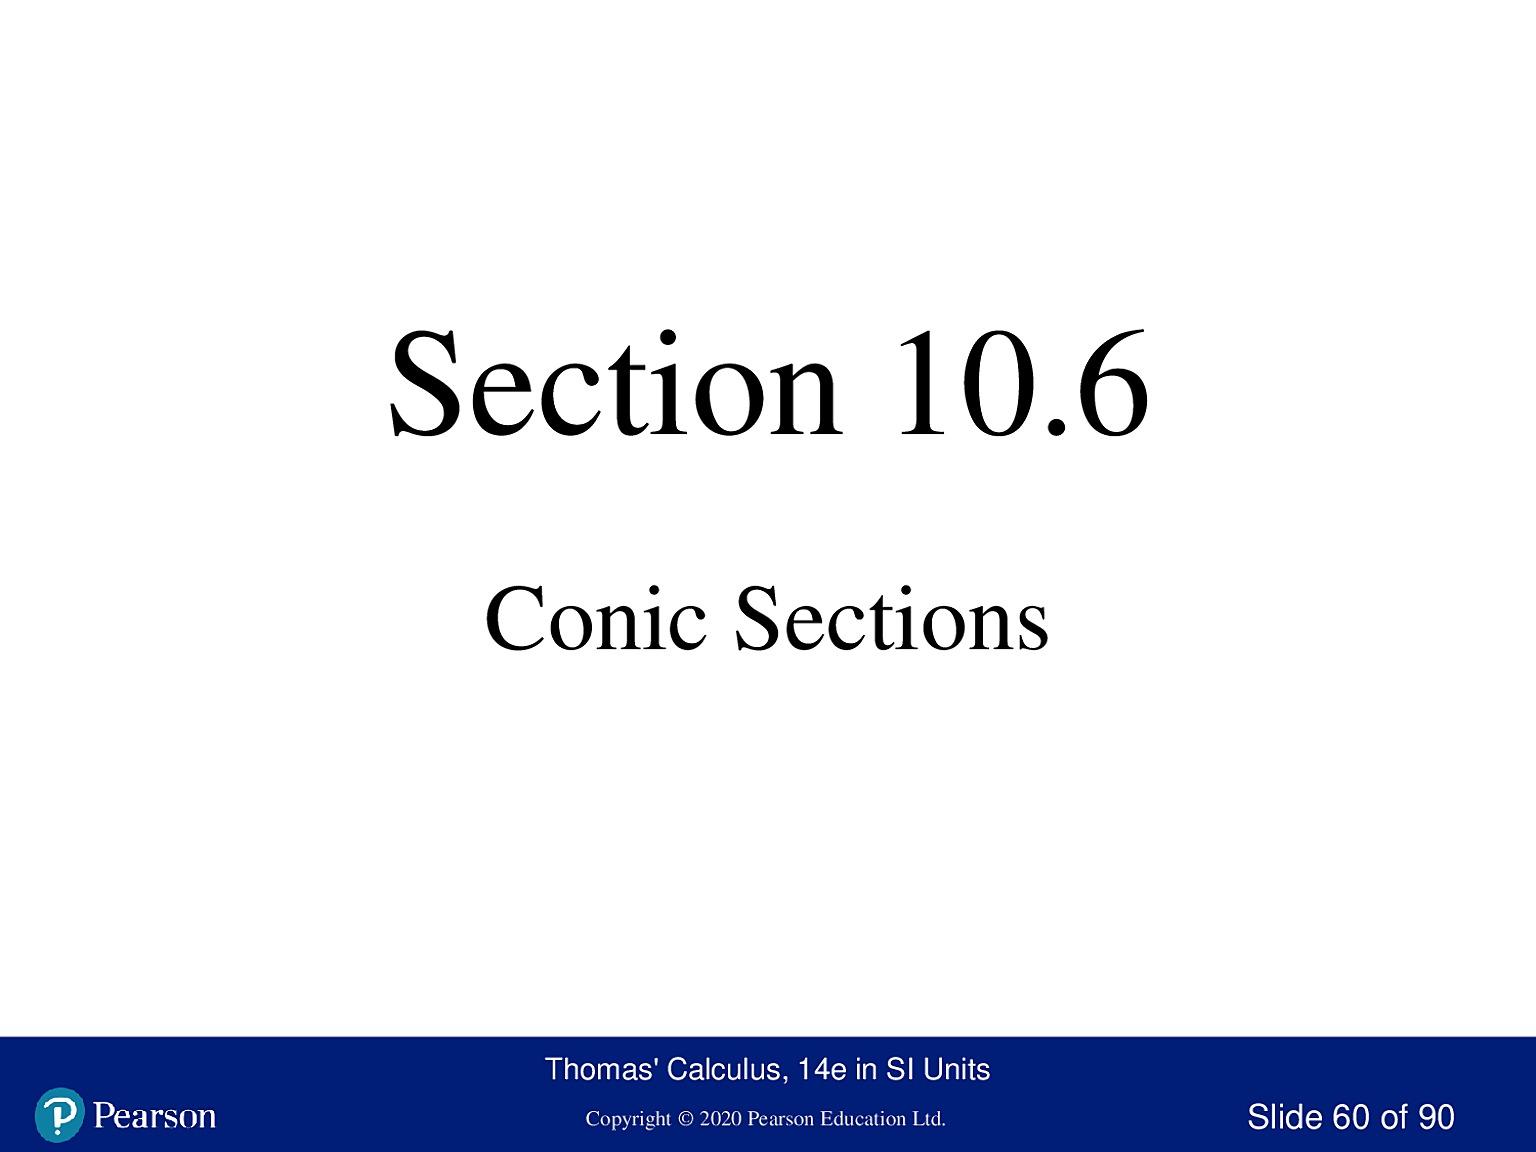 Section 10.6
Conic Sections
Thomas' Calculus, 14e in SI Units
Pearson
Copyright © 2020 Pearson Education Ltd.
Slide 60 of 90